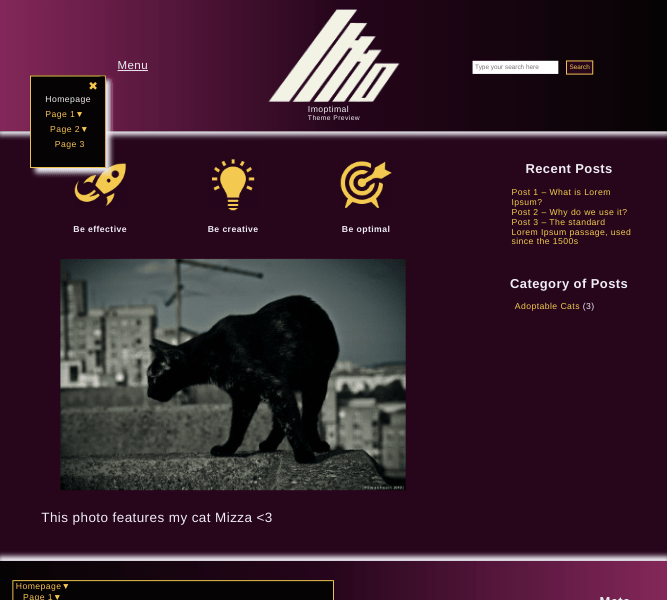 Menu
Imoptimal
Theme Preview
Type your search here
Search
✖
Homepage
Page 1▼
Page 2▼
Page 3
Be effective
Be creative
Be optimal
This photo features my cat Mizza <3
Recent Posts
Post 1 – What is Lorem
Ipsum?
Post 2 – Why do we use it?
Post 3 – The standard
Lorem Ipsum passage, used
since the 1500s
Category of Posts
Adoptable Cats (3)
Homepage▼
Page 1▼
Meta